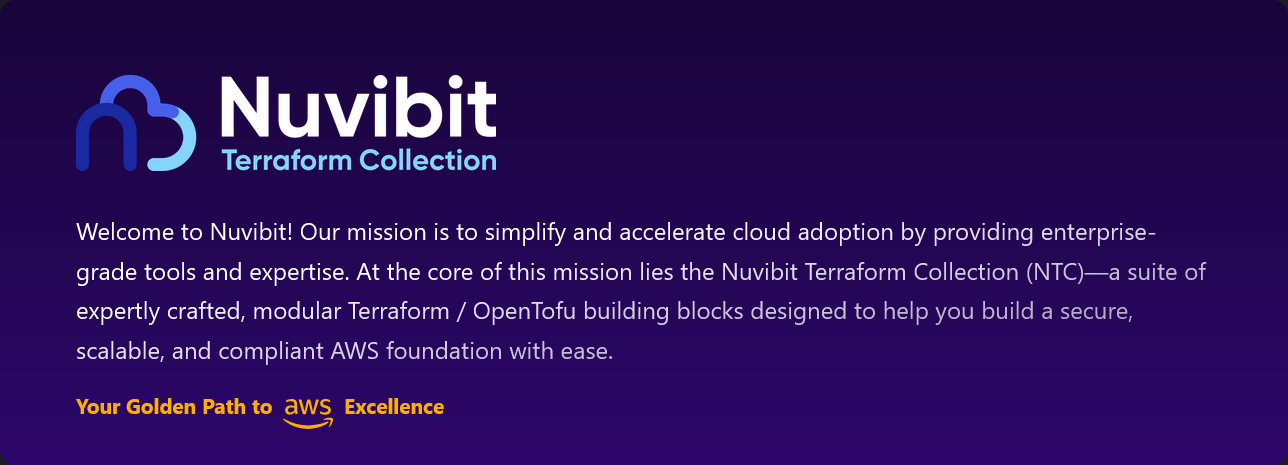 Nuvibit
Terraform Collection
Welcome to Nuvibit! Our mission is to simplify and accelerate cloud adoption by providing enterprise-
grade tools and expertise. At the core of this mission lies the Nuvibit Terraform Collection (NTC)—a suite of
expertly crafted, modular Terraform / OpenTofu building blocks designed to help you build a secure,
scalable, and compliant AWS foundation with ease.
Your Golden Path to aws Excellence